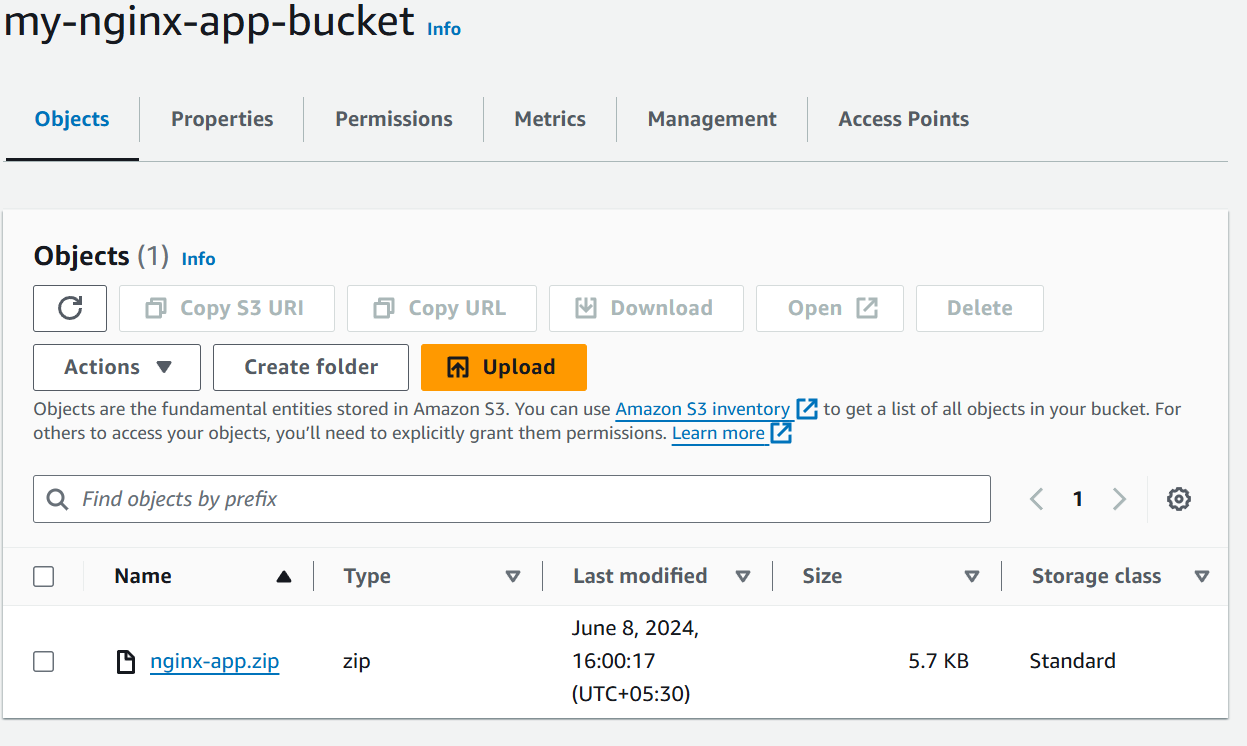 my-nginx-app-bucket Info
Objects Properties Permissions Metrics Management Access Points
Objects (1) Info
Copy S3 URI Copy URL Download Open Delete
Actions Create folder Upload
Objects are the fundamental entities stored in Amazon S3. You can use Amazon S3 inventory to get a list of all objects in your bucket. For
others to access your objects, you’ll need to explicitly grant them permissions. Learn more
Find objects by prefix 1
Name Type Last modified Size Storage class
June 8, 2024,
nginx-app.zip zip 16:00:17 5.7 KB Standard
(UTC+05:30)